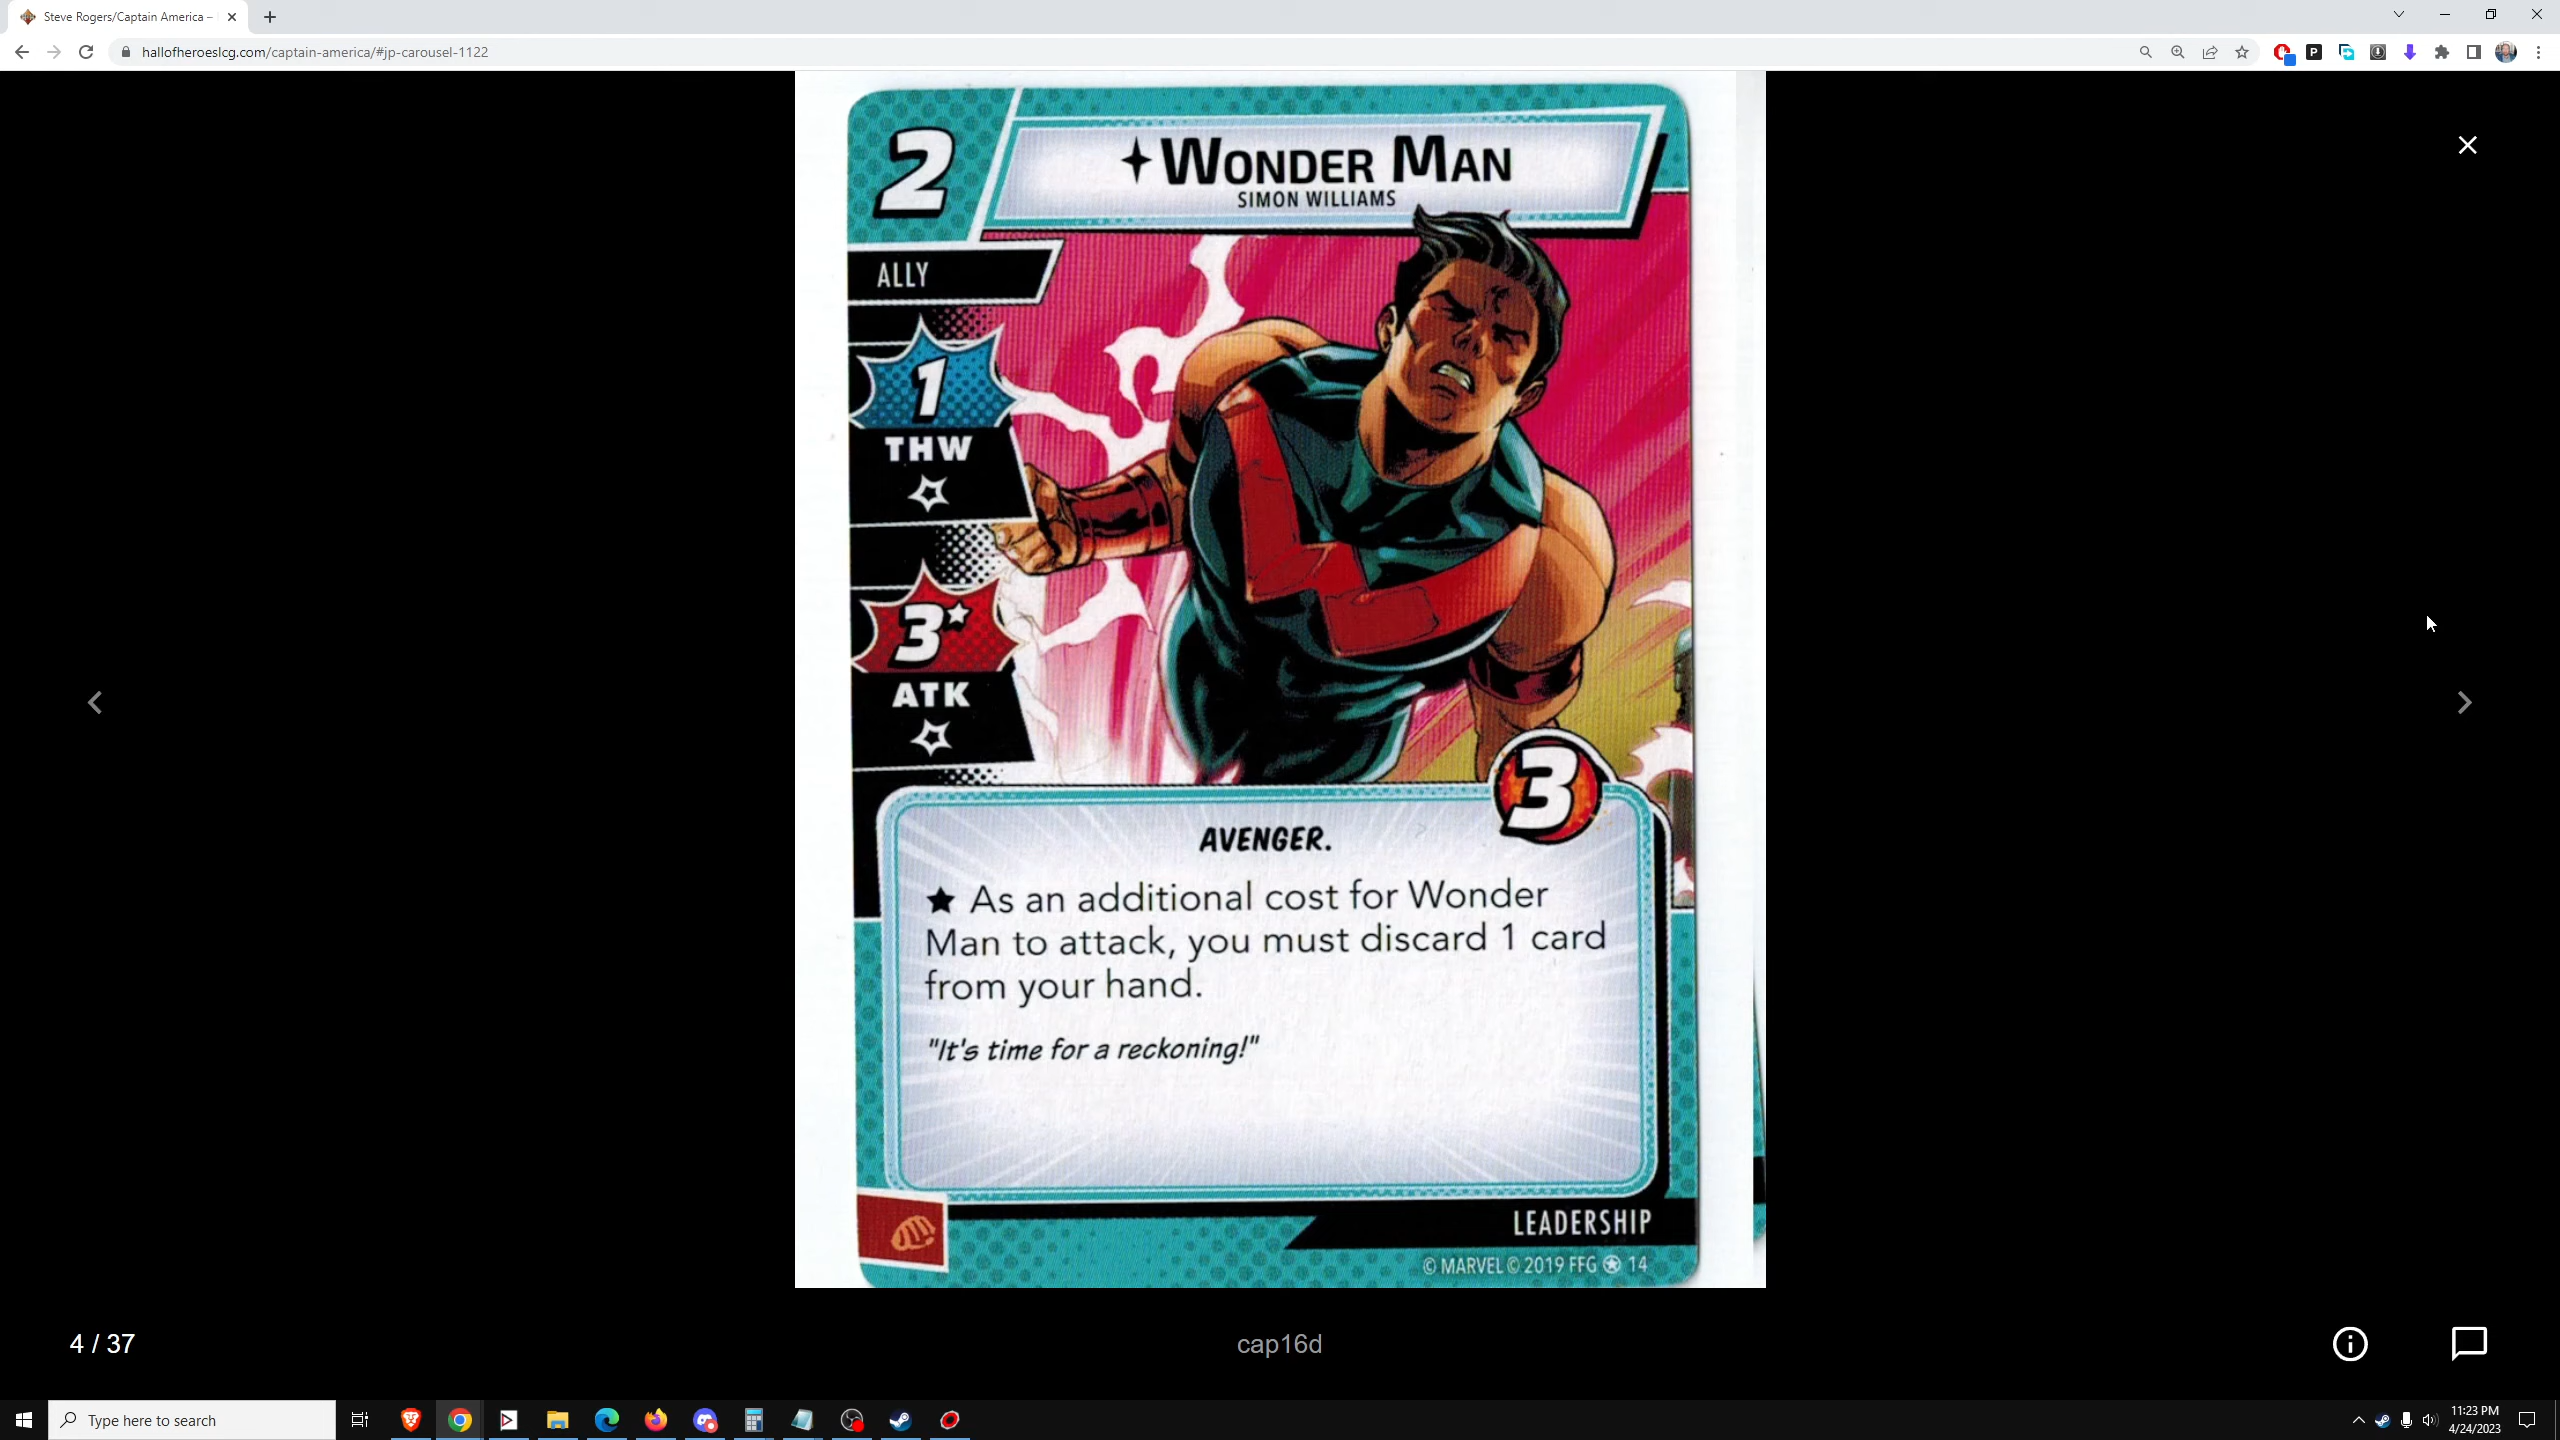 Steve Rogers/Captain America –
hallofheroeslcg.com/captain-america/#jp-carousel-1122
2
WONDER MAN
SIMON WILLIAMS
ALLY
1
THW
3
ATK
3
AVENGER.
★ As an additional cost for Wonder
Man to attack, you must discard 1 card
from your hand.
"It's time for a reckoning!"
LEADERSHIP
© MARVEL © 2019 FFG 14
4 / 37
cap16d
Type here to search
11:23 PM
4/24/2023